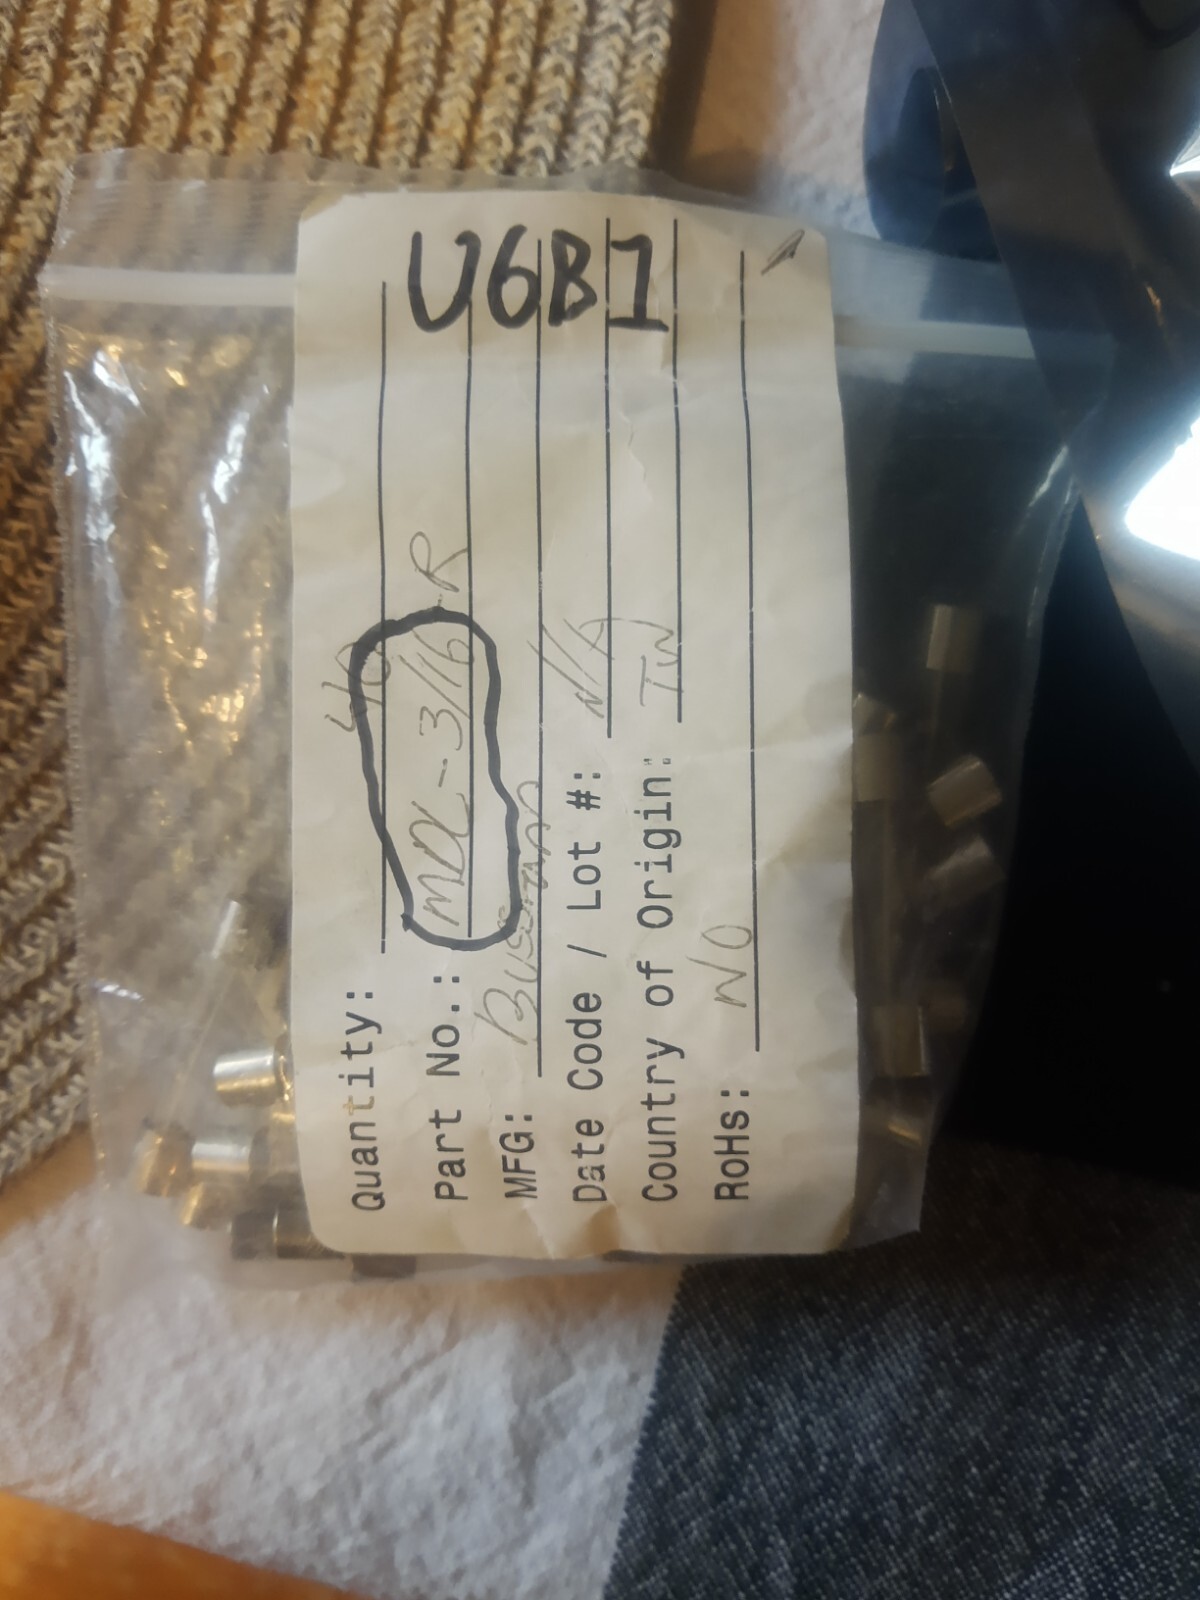 U6B1
Quantity: 40
Part No.: MDL-3/16-R
MFG: Bussmann
Date Code / Lot #: N/A
Country of Origin: TW
RoHs: NO